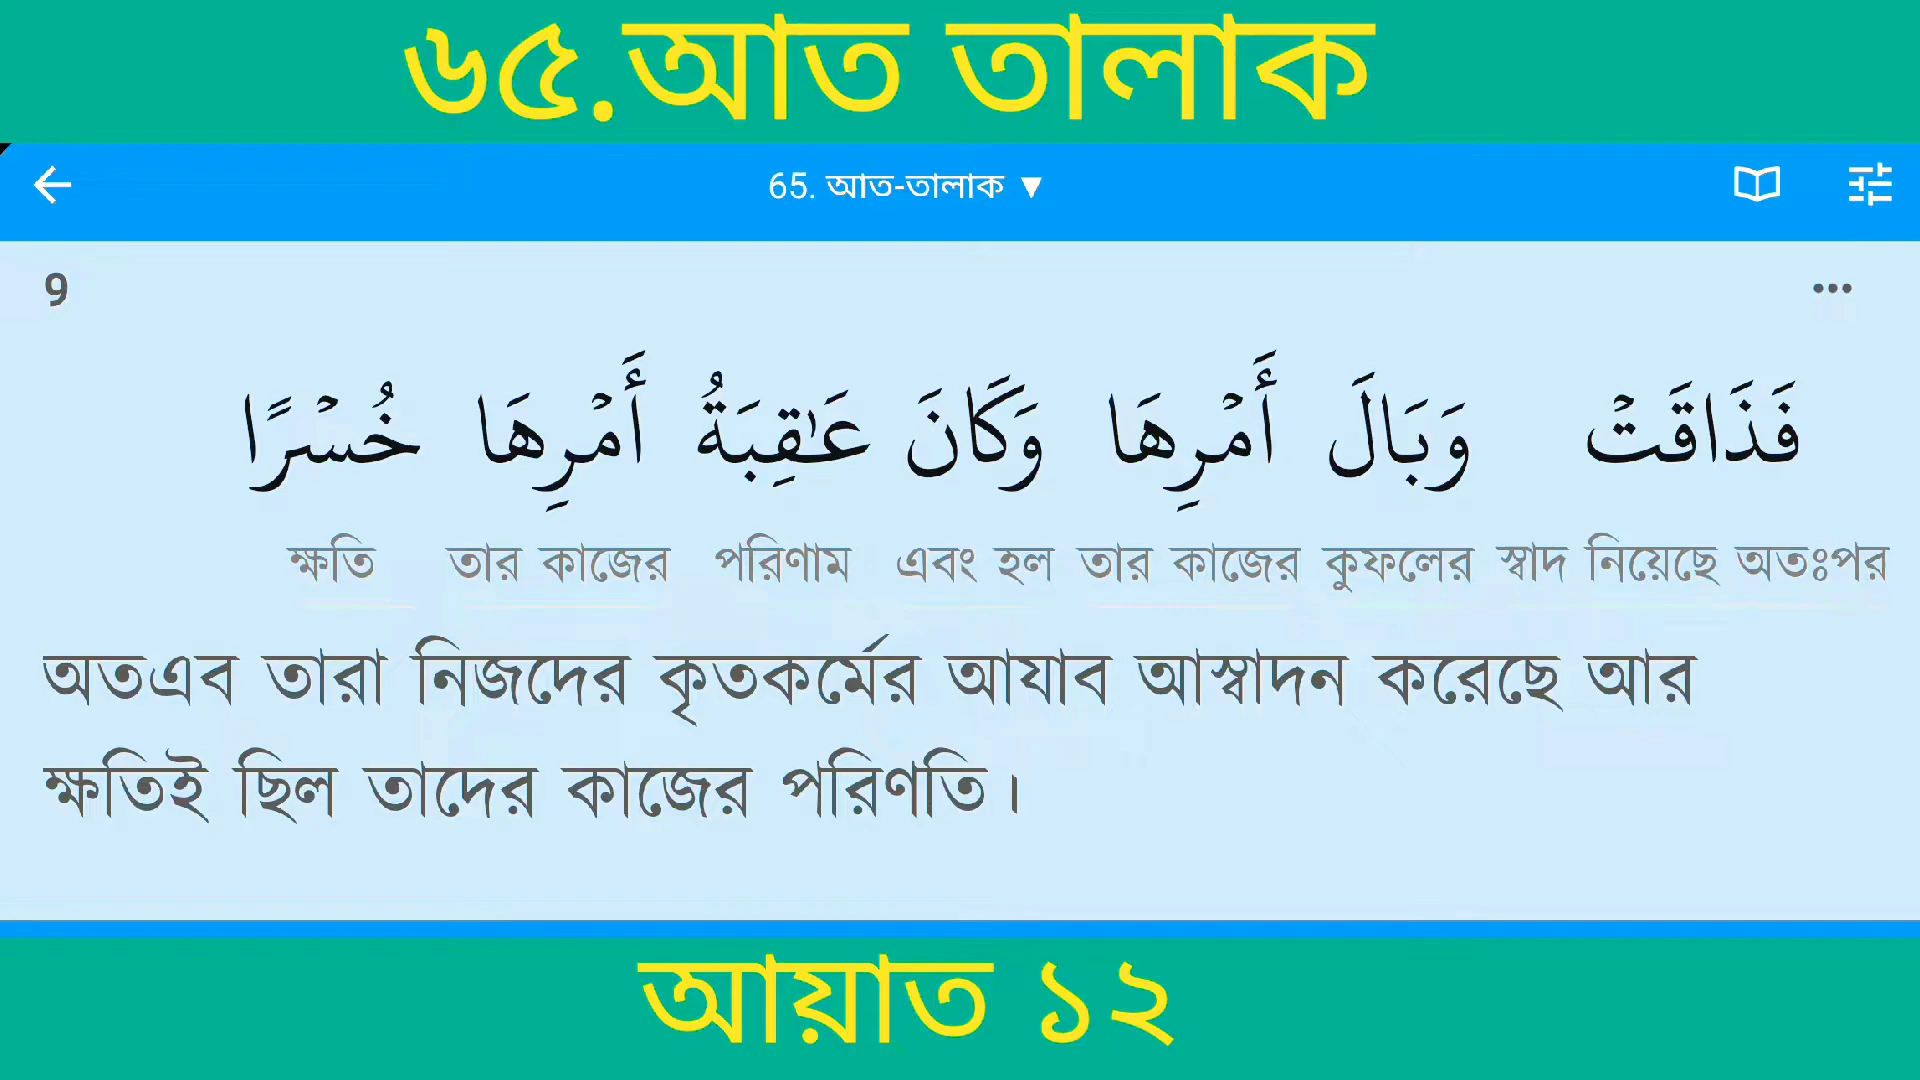 ৬৫.আত তালাক
65. আত-তালাক ▼
9
فَذَاقَتْ وَبَالَ أَمْرِهَا وَكَانَ عَـٰقِبَةُ أَمْرِهَا خُسْرًا
ক্ষতি তার কাজের পরিণাম এবং হল তার কাজের কুফলের স্বাদ নিয়েছে অতঃপর
অতএব তারা নিজদের কৃতকর্মের আযাব আস্বাদন করেছে আর
ক্ষতিই ছিল তাদের কাজের পরিণতি।
আয়াত ১২